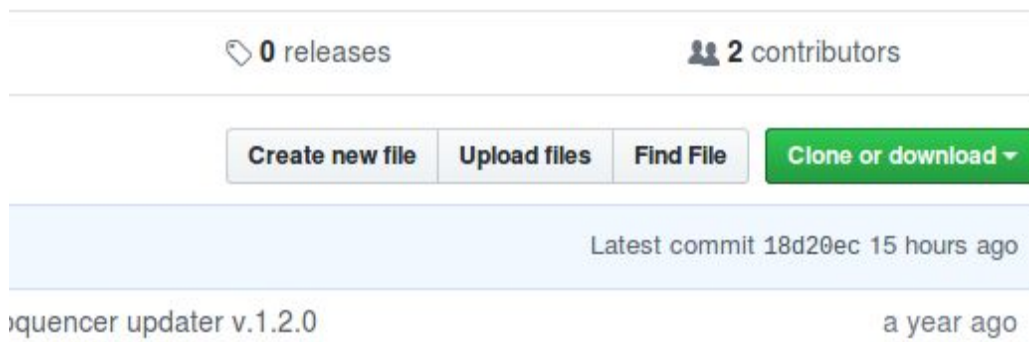 0 releases 2 contributors
Create new file Upload files Find File Clone or download
Latest commit 18d20ec 15 hours ago
quencer updater v.1.2.0 a year ago